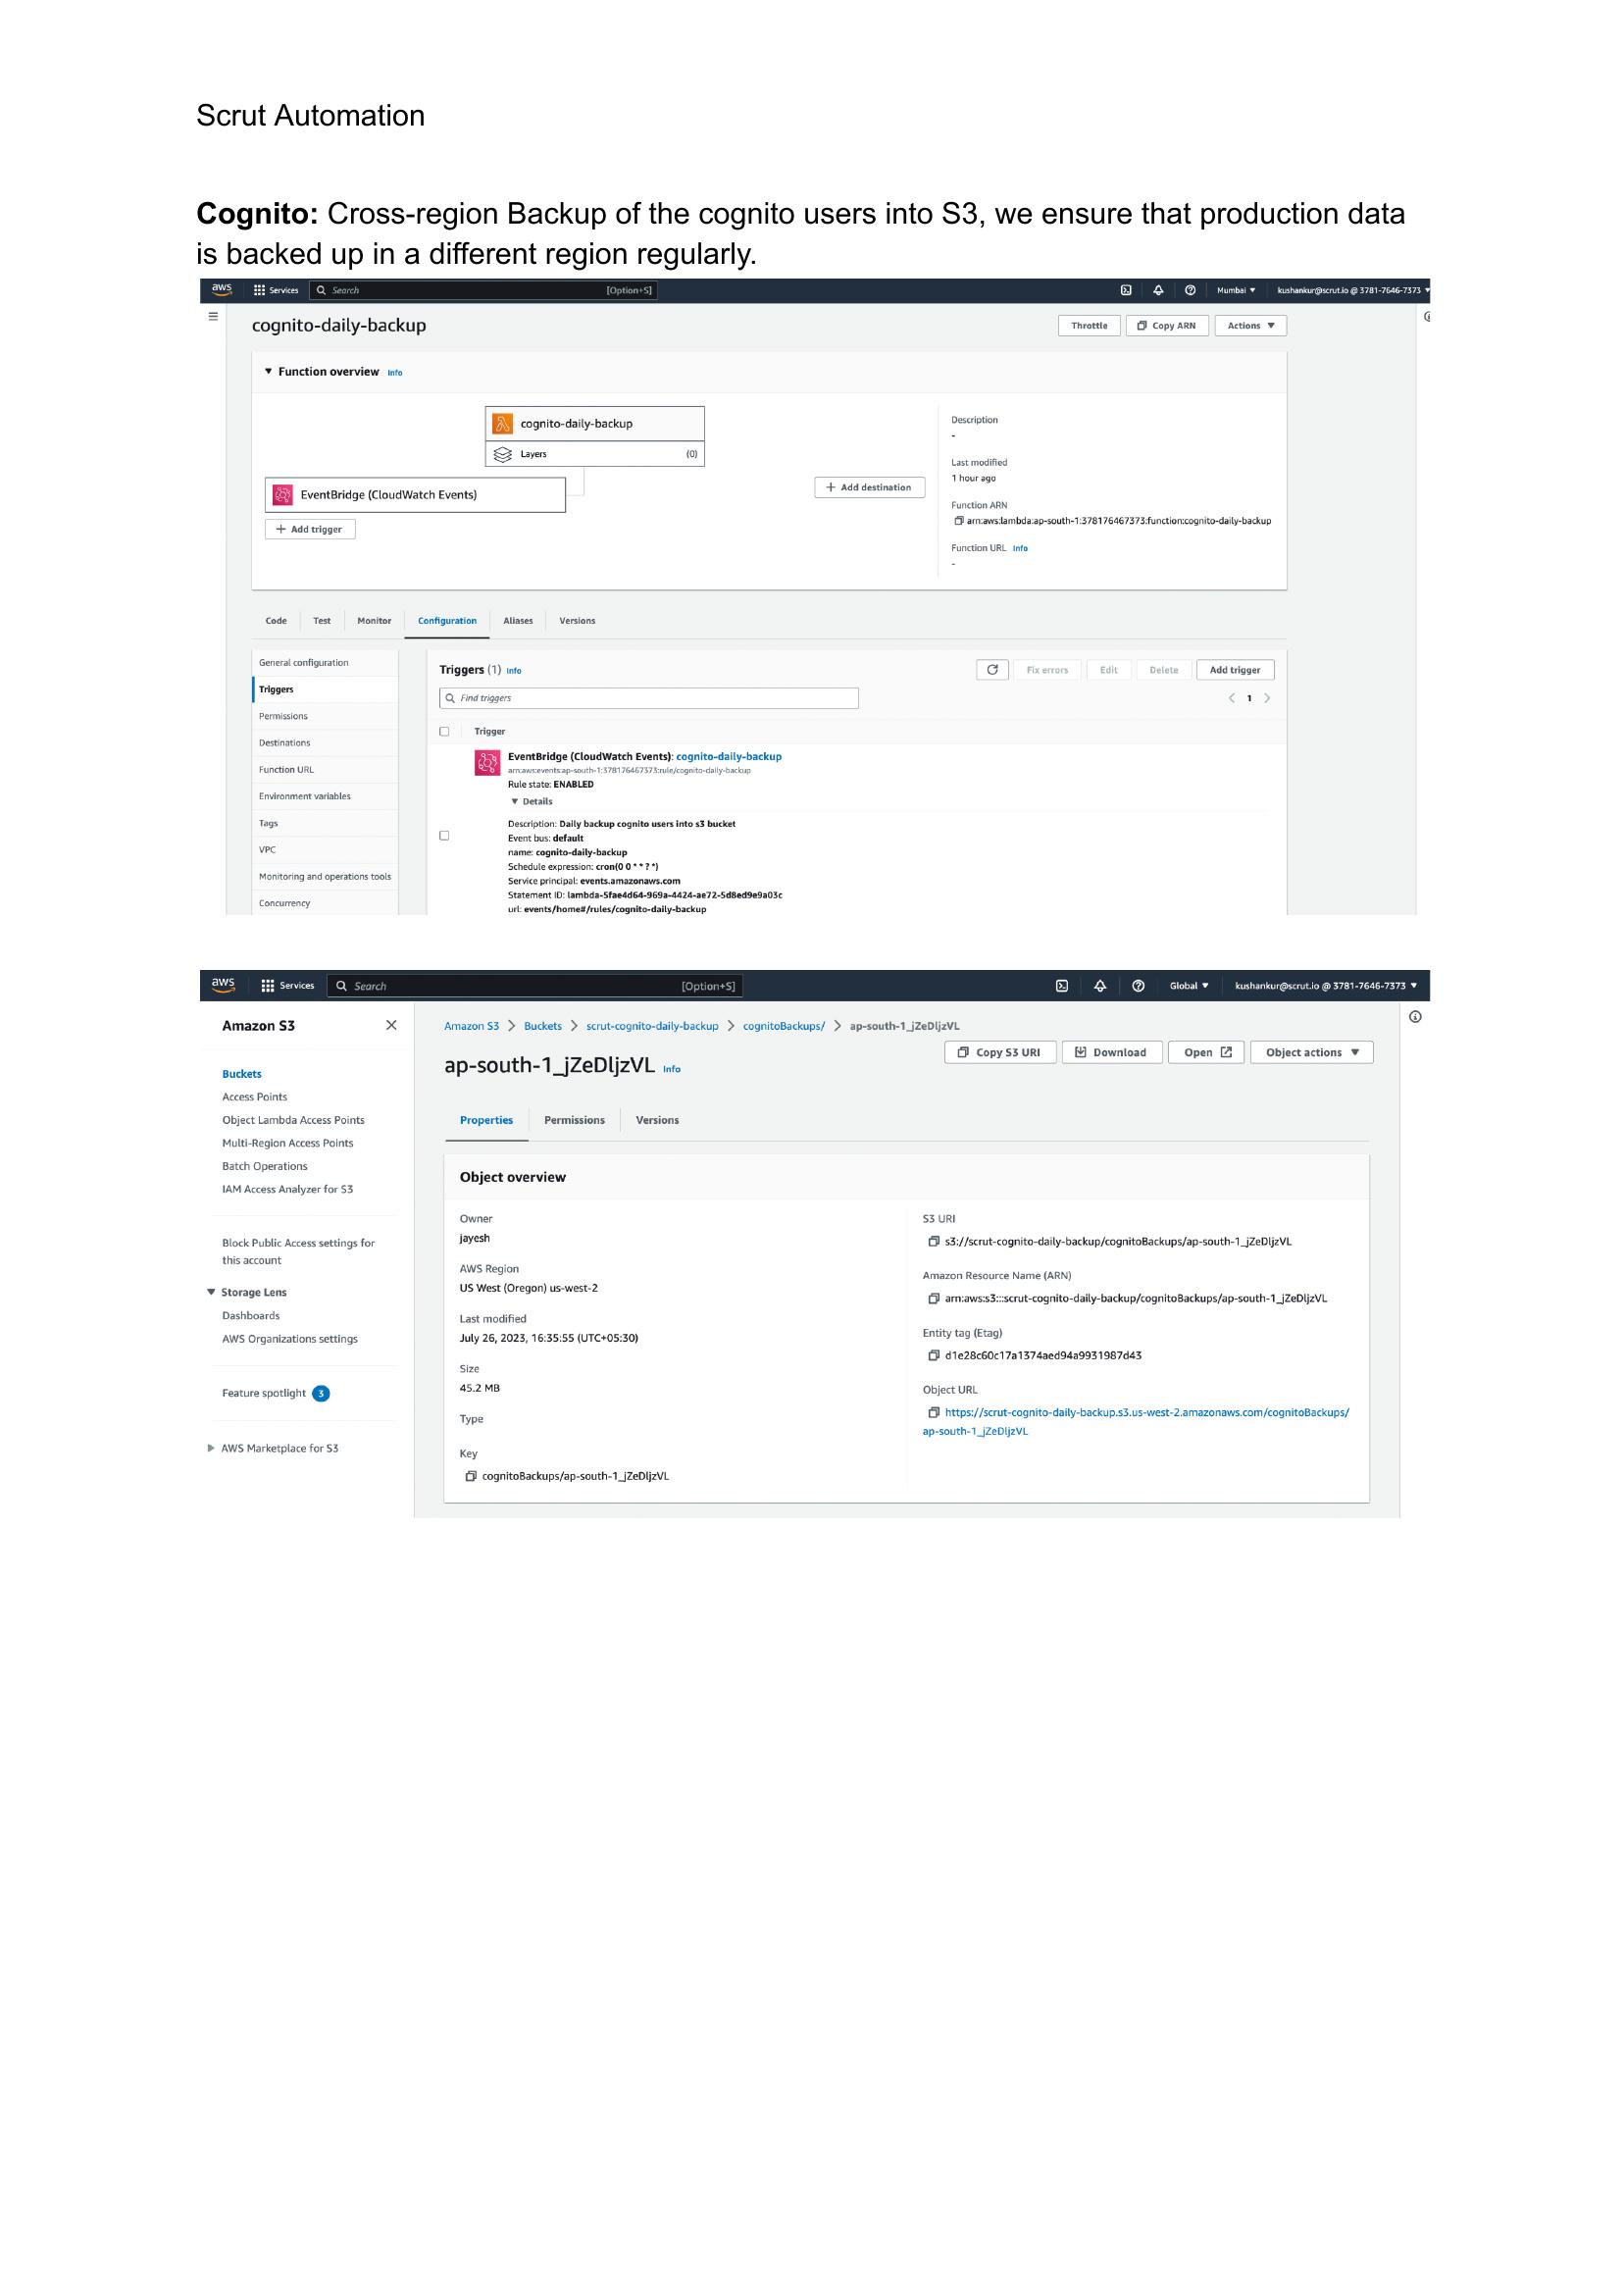 Scrut Automation
Cognito: Cross-region Backup of the cognito users into S3, we ensure that production data
is backed up in a different region regularly.
aws Services Search [Option+S] Mumbai kushankur@scrut.io @ 3781-7646-7373
cognito-daily-backup
Throttle Copy ARN Actions
Function overview Info
cognito-daily-backup
Layers (0)
EventBridge (CloudWatch Events)
+ Add trigger
+ Add destination
Description
-
Last modified
1 hour ago
Function ARN
arn:aws:lambda:ap-south-1:378176467373:function:cognito-daily-backup
Function URL Info
-
Code Test Monitor Configuration Aliases Versions
General configuration
Triggers
Permissions
Destinations
Function URL
Environment variables
Tags
VPC
Monitoring and operations tools
Concurrency
Triggers (1) Info
Fix errors Edit Delete Add trigger
Find triggers
1
Trigger
EventBridge (CloudWatch Events): cognito-daily-backup
arn:aws:events:ap-south-1:378176467373:rule/cognito-daily-backup
Rule state: ENABLED
Details
Description: Daily backup cognito users into s3 bucket
Event bus: default
name: cognito-daily-backup
Schedule expression: cron(0 0 * * ? *)
Service principal: events.amazonaws.com
Statement ID: lambda-5fae4d64-969a-4424-ae72-5d8ed9e9a03c
url: events/home#/rules/cognito-daily-backup
aws Services Search [Option+S] Global kushankur@scrut.io @ 3781-7646-7373
Amazon S3
Buckets
Access Points
Object Lambda Access Points
Multi-Region Access Points
Batch Operations
IAM Access Analyzer for S3
Block Public Access settings for
this account
Storage Lens
Dashboards
AWS Organizations settings
Feature spotlight 3
AWS Marketplace for S3
Amazon S3 > Buckets > scrut-cognito-daily-backup > cognitoBackups/ > ap-south-1_jZeDljzVL
ap-south-1_jZeDljzVL Info
Copy S3 URI Download Open Object actions
Properties Permissions Versions
Object overview
Owner
jayesh
AWS Region
US West (Oregon) us-west-2
Last modified
July 26, 2023, 16:35:55 (UTC+05:30)
Size
45.2 MB
Type
Key
cognitoBackups/ap-south-1_jZeDljzVL
S3 URI
s3://scrut-cognito-daily-backup/cognitoBackups/ap-south-1_jZeDljzVL
Amazon Resource Name (ARN)
arn:aws:s3:::scrut-cognito-daily-backup/cognitoBackups/ap-south-1_jZeDljzVL
Entity tag (Etag)
d1e28c60c17a1374aed94a9931987d43
Object URL
https://scrut-cognito-daily-backup.s3.us-west-2.amazonaws.com/cognitoBackups/
ap-south-1_jZeDljzVL